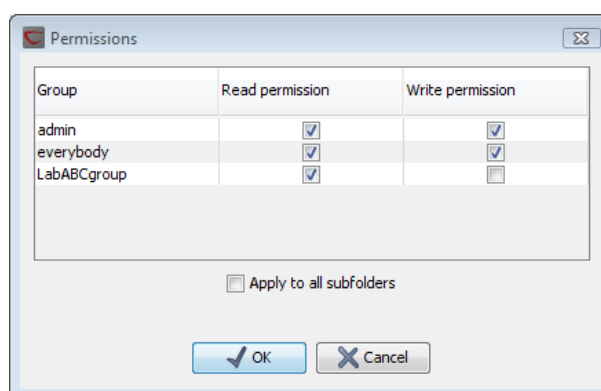 Permissions
Group Read permission Write permission
admin
everybody
LabABCgroup
Apply to all subfolders
OK Cancel